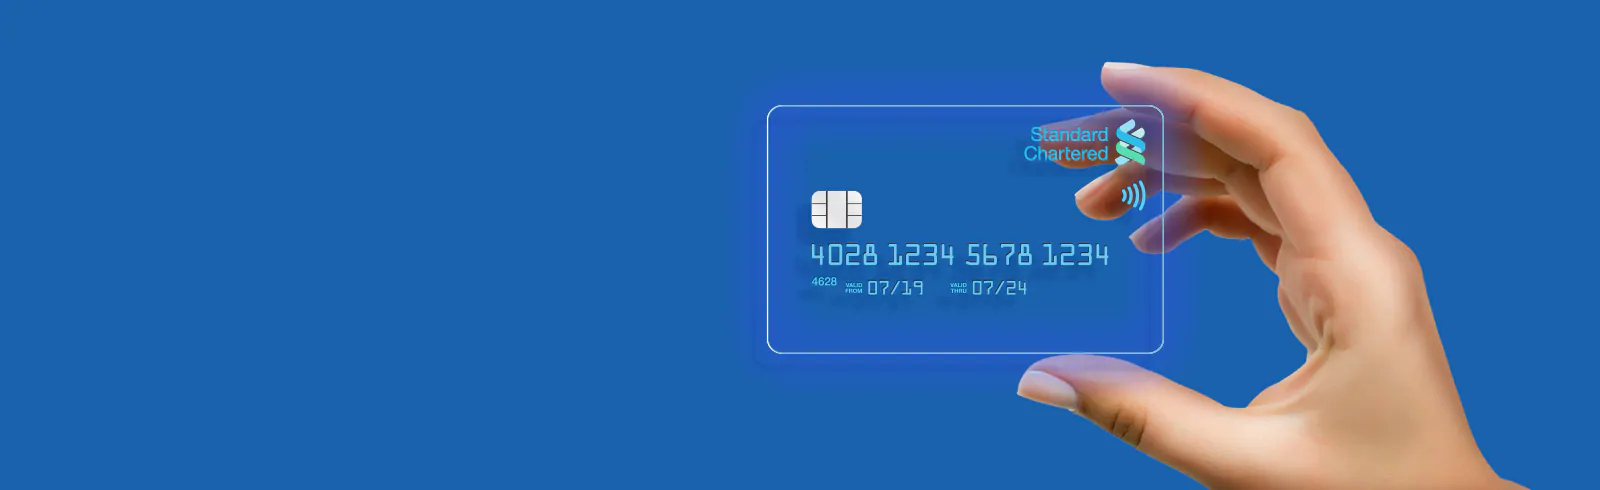 Standard
Chartered
4028 1234 5678 1234
4628 VALID FROM 07/19 VALID THRU 07/24